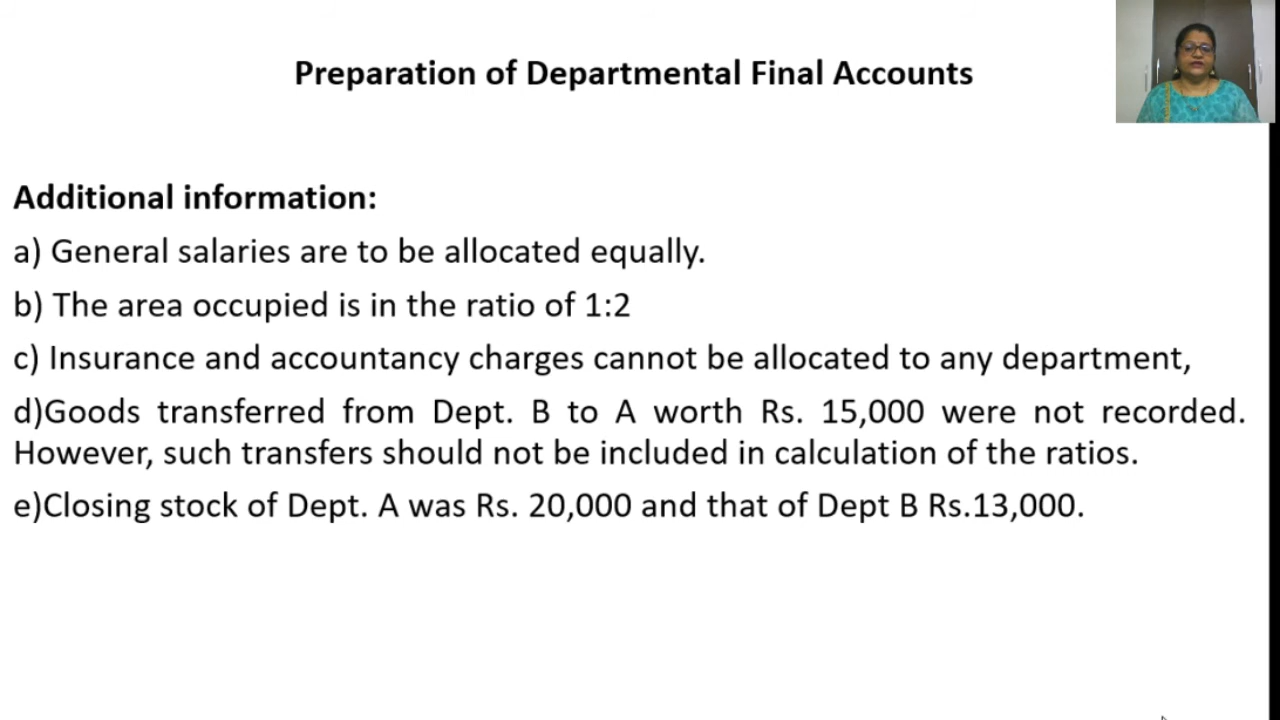 Preparation of Departmental Final Accounts
Additional information:
a) General salaries are to be allocated equally.
b) The area occupied is in the ratio of 1:2
c) Insurance and accountancy charges cannot be allocated to any department,
d)Goods transferred from Dept. B to A worth Rs. 15,000 were not recorded.
However, such transfers should not be included in calculation of the ratios.
e)Closing stock of Dept. A was Rs. 20,000 and that of Dept B Rs.13,000.